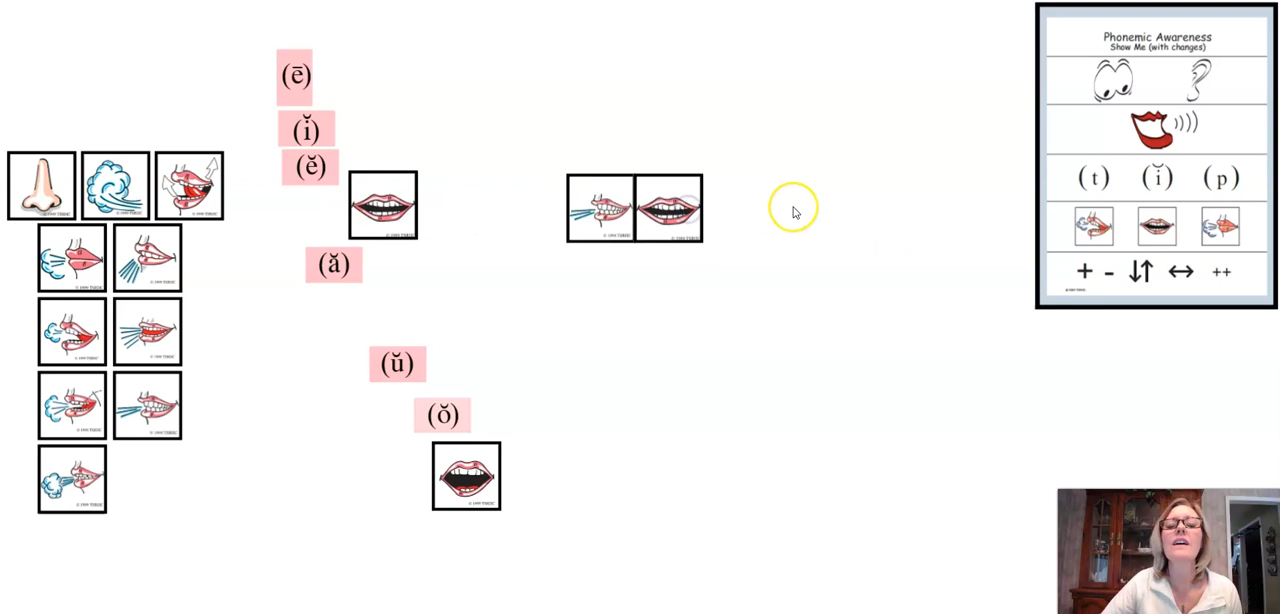 (ē)
(ĭ)
(ĕ)
(ă)
(ŭ)
(ŏ)
Phonemic Awareness
Show Me (with changes)
(t) (ĭ) (p)
+ - ↓↑ ↔ ++